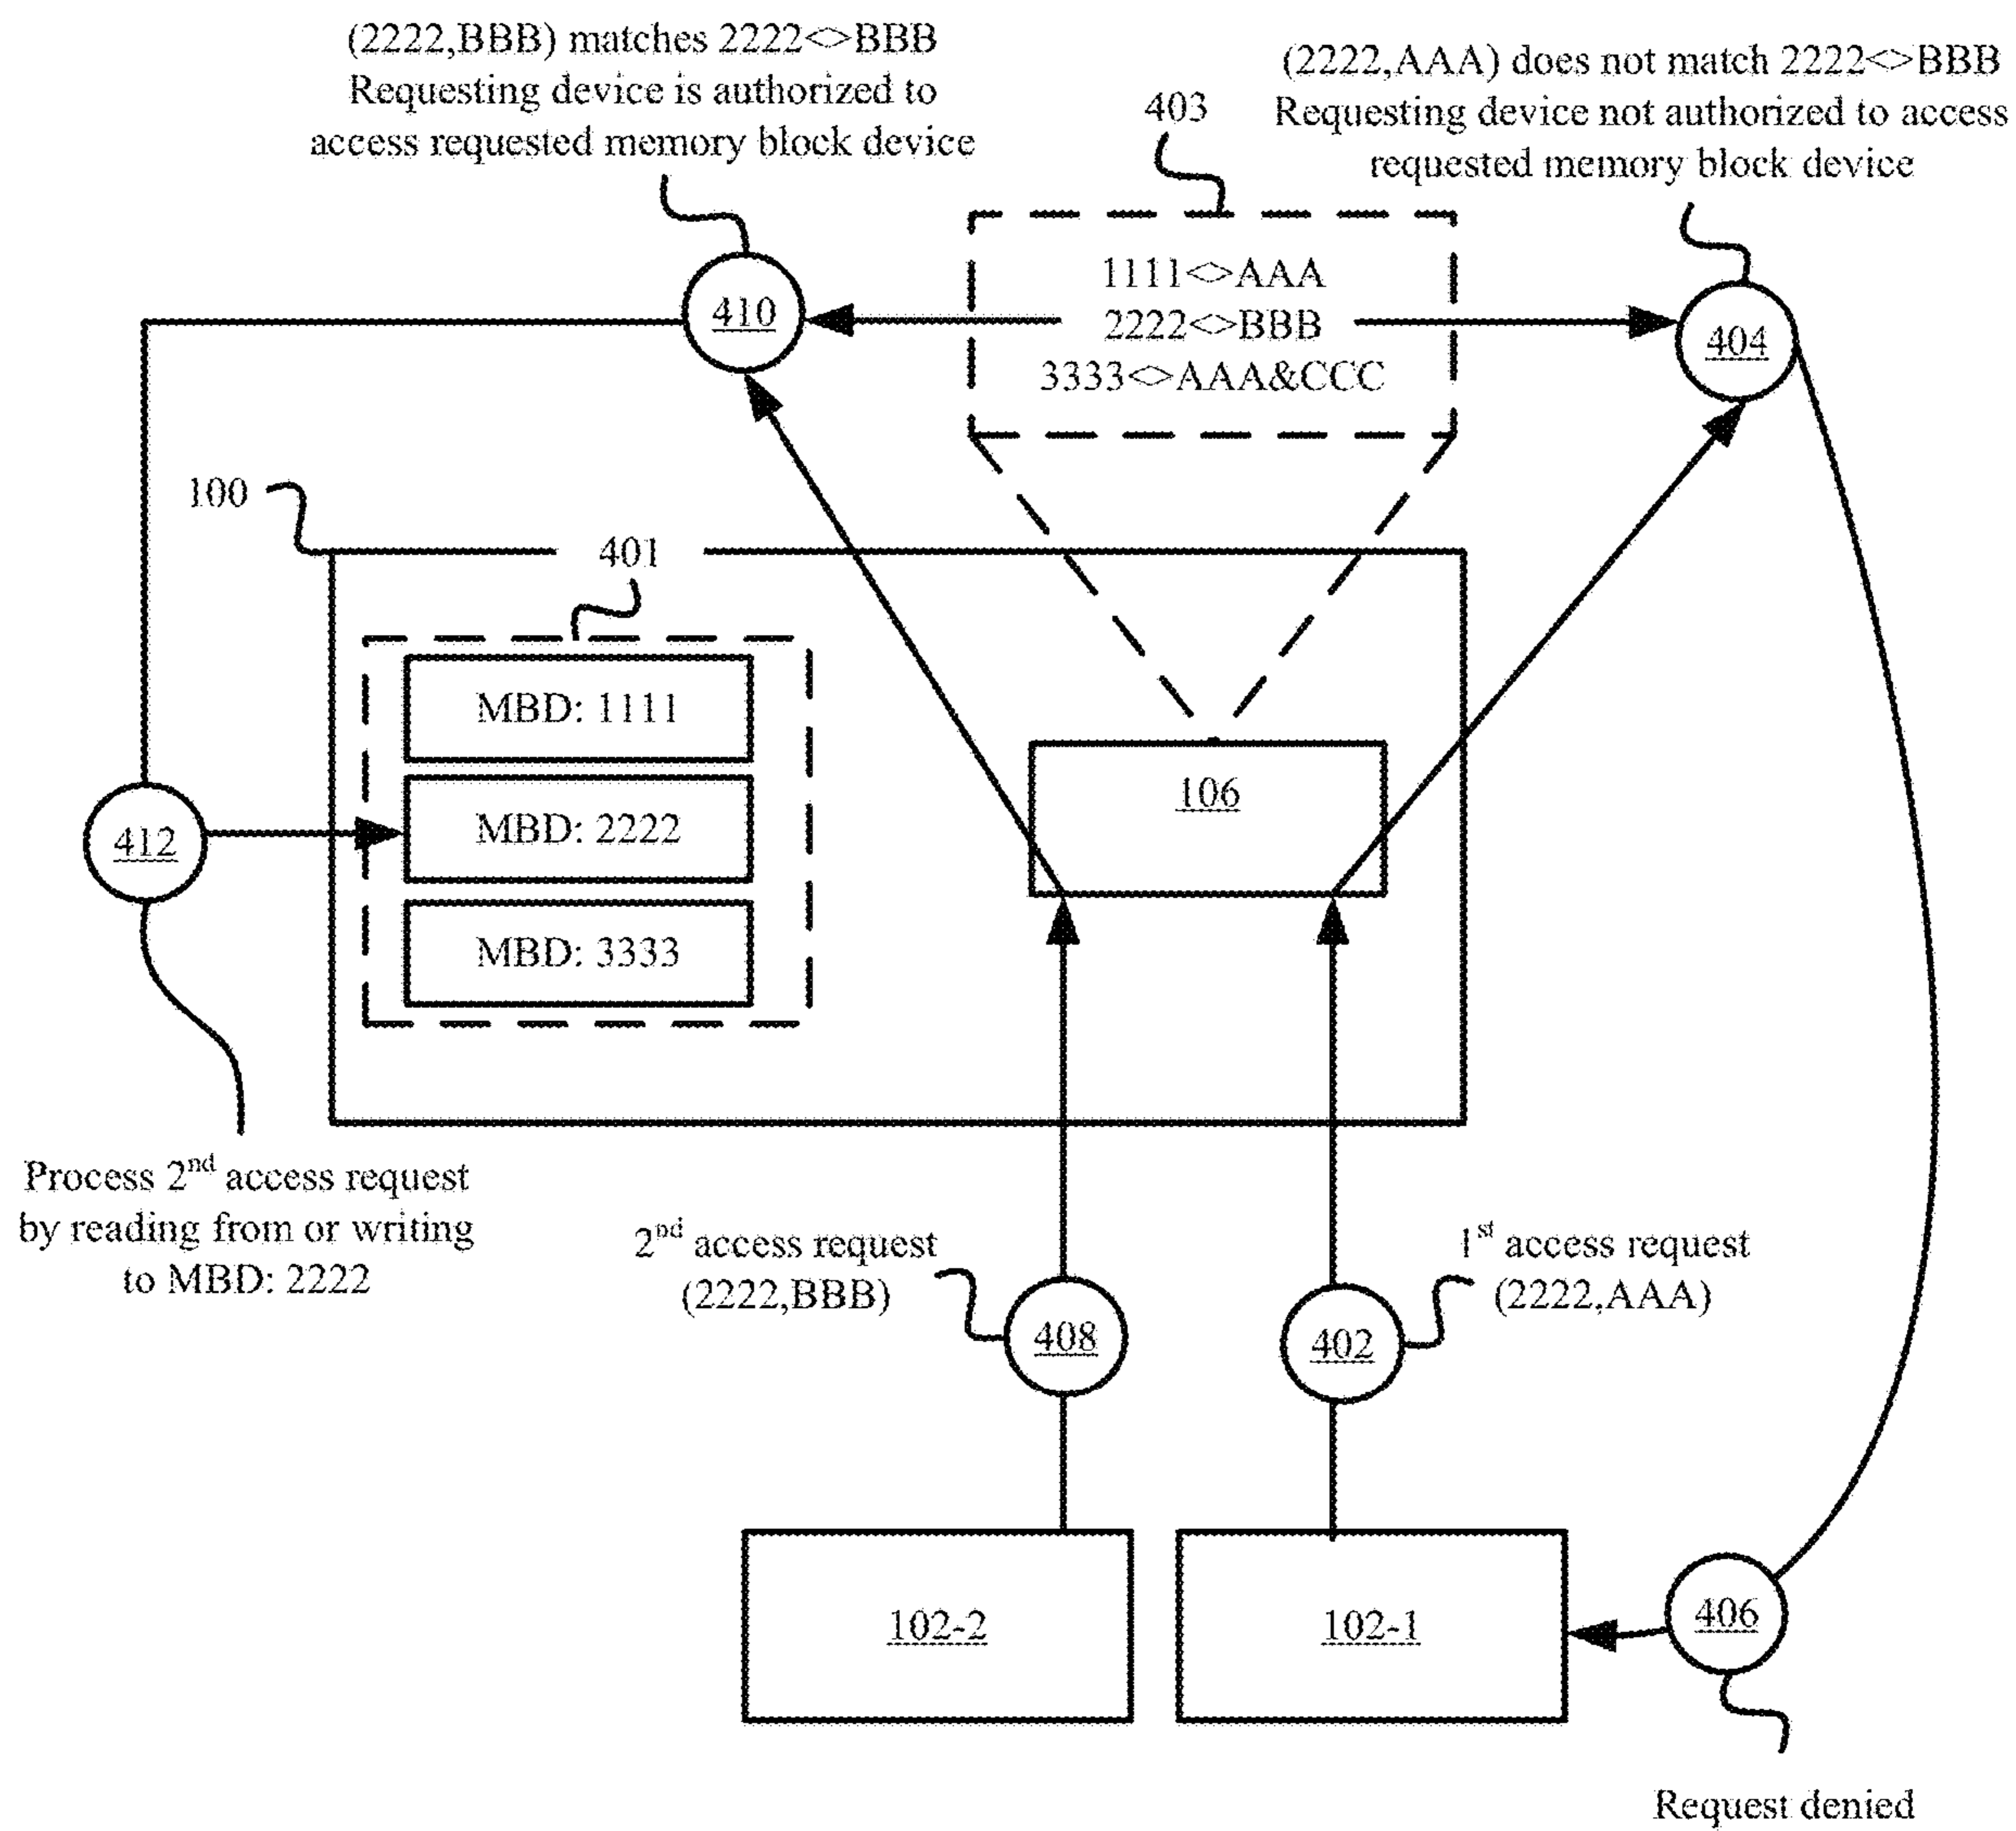 (2222,BBB) matches 2222<>BBB
Requesting device is authorized to
access requested memory block device
(2222,AAA) does not match 2222<>BBB
Requesting device not authorized to access
requested memory block device
403
1111<>AAA
2222<>BBB
3333<>AAA&CCC
410
404
100
401
MBD: 1111
MBD: 2222
MBD: 3333
106
412
Process 2nd access request
by reading from or writing
to MBD: 2222
2nd access request
(2222,BBB)
408
1st access request
(2222,AAA)
402
102-2
102-1
406
Request denied